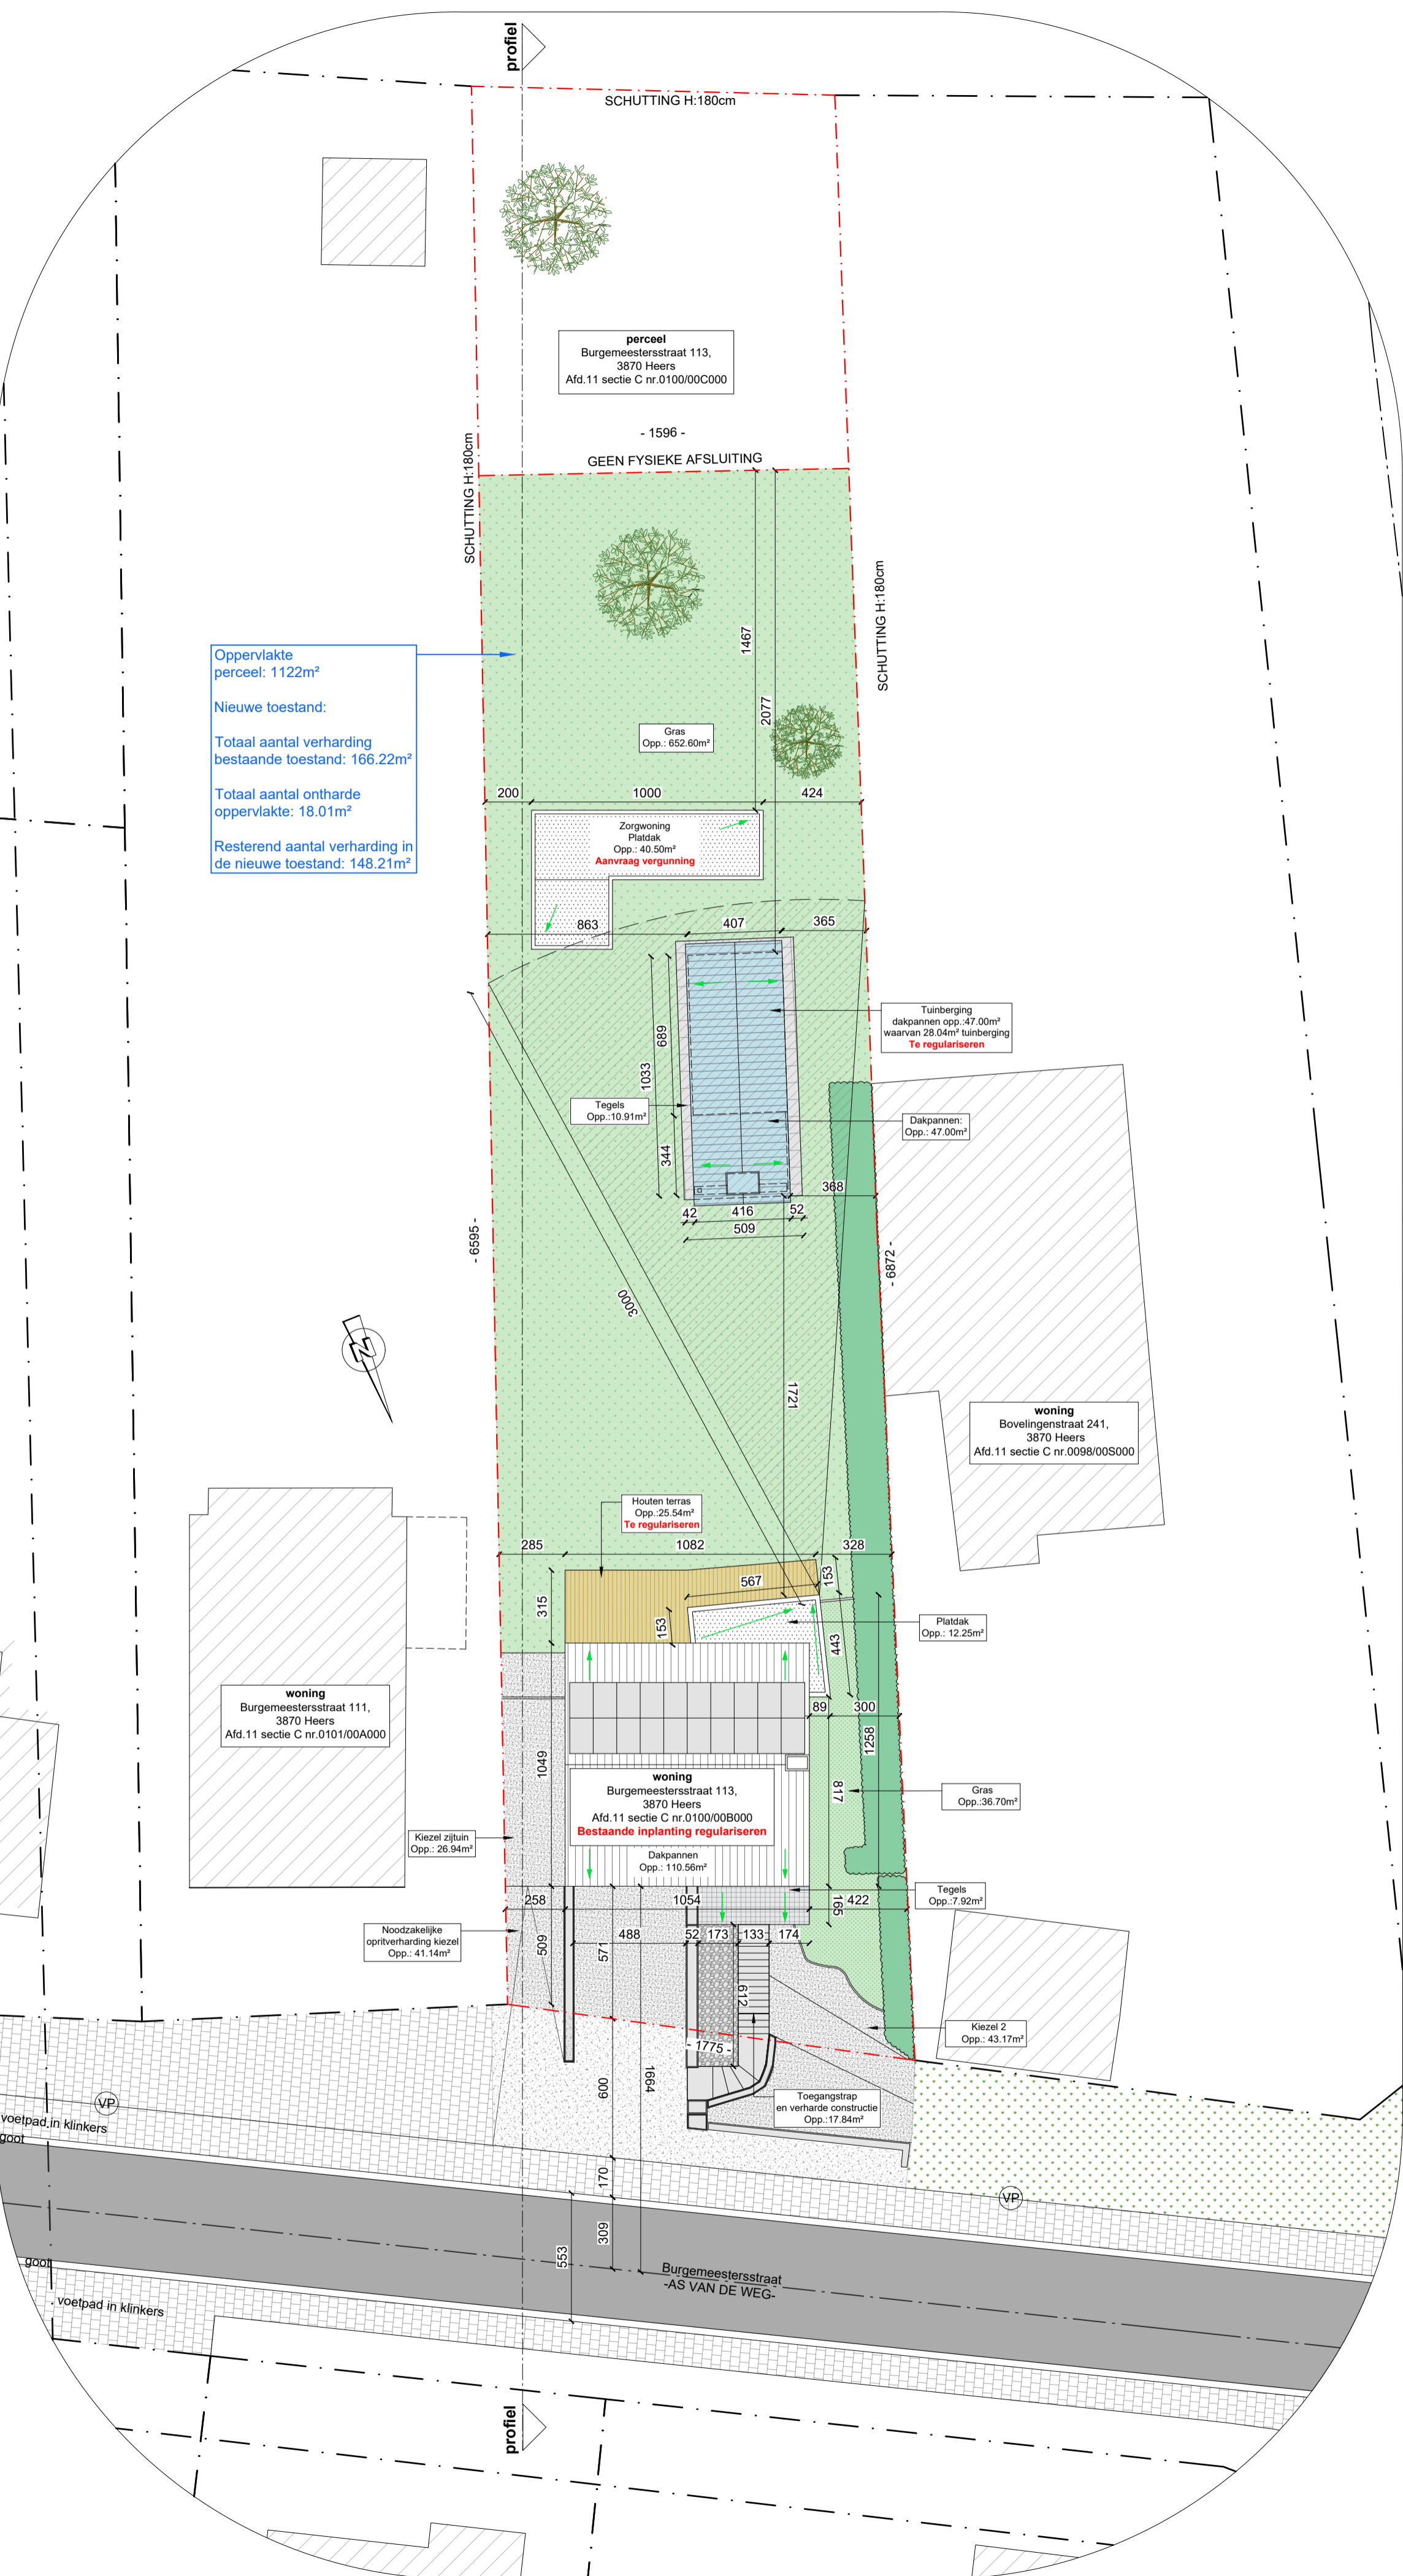 profiel
SCHUTTING H:180cm
perceel
Burgemeestersstraat 113,
3870 Heers
Afd.11 sectie C nr.0100/00C000
- 1596 -
GEEN FYSIEKE AFSLUITING
SCHUTTING H:180cm
SCHUTTING H:180cm
Oppervlakte
perceel: 1122m²
Nieuwe toestand:
Totaal aantal verharding
bestaande toestand: 166.22m²
Totaal aantal ontharde
oppervlakte: 18.01m²
Resterend aantal verharding in
de nieuwe toestand: 148.21m²
1467
2077
Gras
Opp.: 652.60m²
200
1000
424
Zorgwoning
Platdak
Opp.: 40.50m²
Aanvraag vergunning
863
407
365
Tuinberging
dakpannen opp.:47.00m²
waarvan 28.04m² tuinberging
Te regulariseren
689
1033
Tegels
Opp.:10.91m²
Dakpannen:
Opp.: 47.00m²
344
368
42
416
52
509
- 6595 -
- 6872 -
3000
N
1721
woning
Bovelingenstraat 241,
3870 Heers
Afd.11 sectie C nr.0098/00S000
Houten terras
Opp.:25.54m²
Te regulariseren
285
1082
328
567
153
315
153
Platdak
Opp.: 12.25m²
443
89
300
woning
Burgemeestersstraat 111,
3870 Heers
Afd.11 sectie C nr.0101/00A000
1049
1258
woning
Burgemeestersstraat 113,
3870 Heers
Afd.11 sectie C nr.0100/00B000
Bestaande inplanting regulariseren
817
Gras
Opp.:36.70m²
Kiezel zijtuin
Opp.: 26.94m²
Dakpannen
Opp.: 110.56m²
Tegels
Opp.:7.92m²
258
1054
165
422
Noodzakelijke
opritverharding kiezel
Opp.: 41.14m²
509
571
488
52
173
133
174
612
Kiezel 2
Opp.: 43.17m²
- 1775 -
600
1664
Toegangstrap
en verharde constructie
Opp.:17.84m²
VP
voetpad in klinkers
goot
170
VP
309
553
Burgemeestersstraat
-AS VAN DE WEG-
goot
voetpad in klinkers
profiel